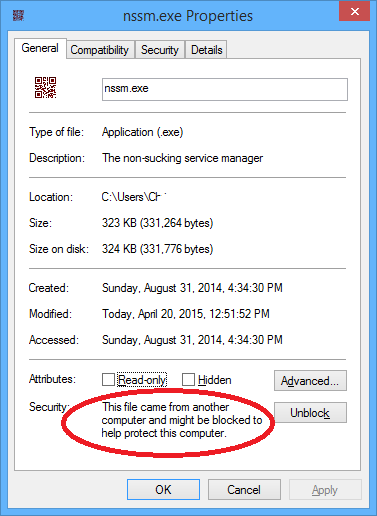 nssm.exe Properties
General Compatibility Security Details
nssm.exe
Type of file: Application (.exe)
Description: The non-sucking service manager
Location: C:\Users\
Size: 323 KB (331,264 bytes)
Size on disk: 324 KB (331,776 bytes)
Created: Sunday, August 31, 2014, 4:34:30 PM
Modified: Today, April 20, 2015, 12:51:52 PM
Accessed: Sunday, August 31, 2014, 4:34:30 PM
Attributes: Read-only Hidden Advanced...
Security: This file came from another
computer and might be blocked to
help protect this computer.
Unblock
OK Cancel Apply